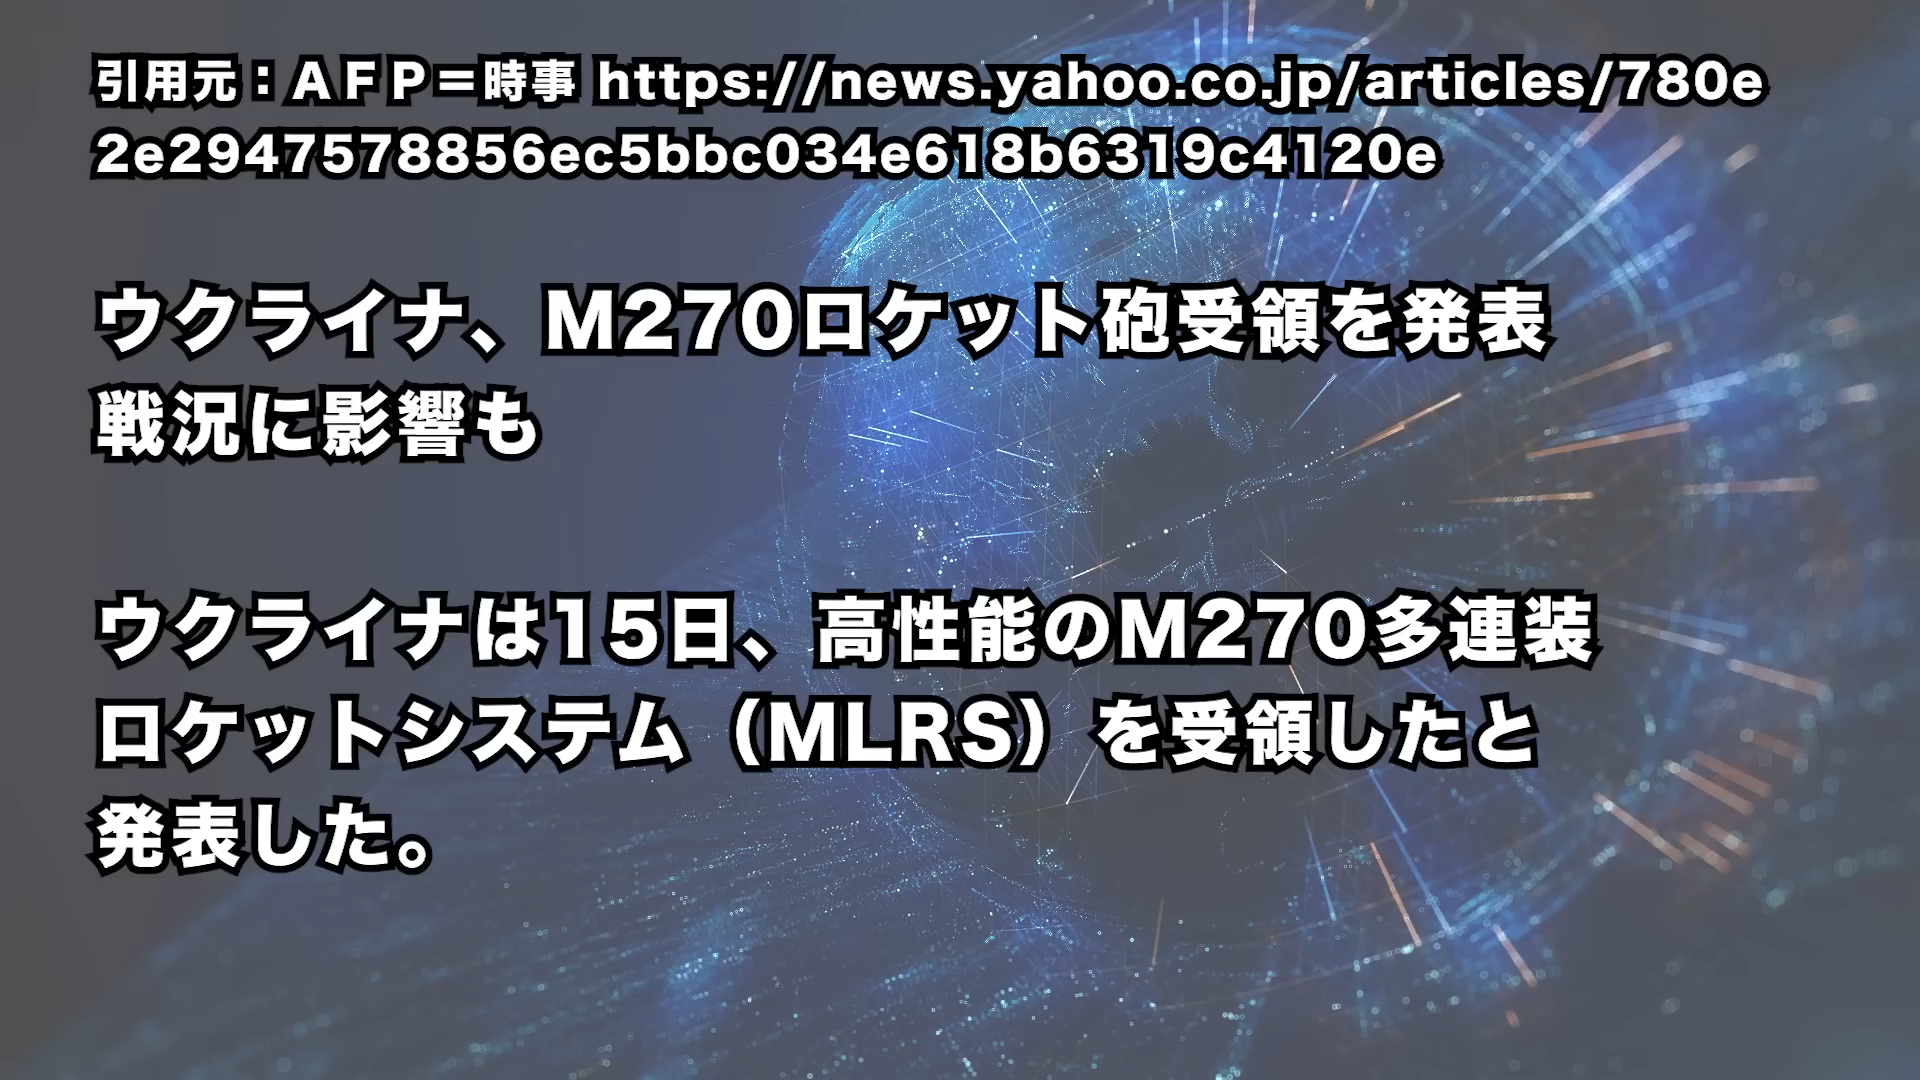 引用元：ＡＦＰ＝時事 https://news.yahoo.co.jp/articles/780e
2e2947578856ec5bbc034e618b6319c4120e
ウクライナ、M270ロケット砲受領を発表
戦況に影響も
ウクライナは15日、高性能のM270多連装
ロケットシステム（MLRS）を受領したと
発表した。